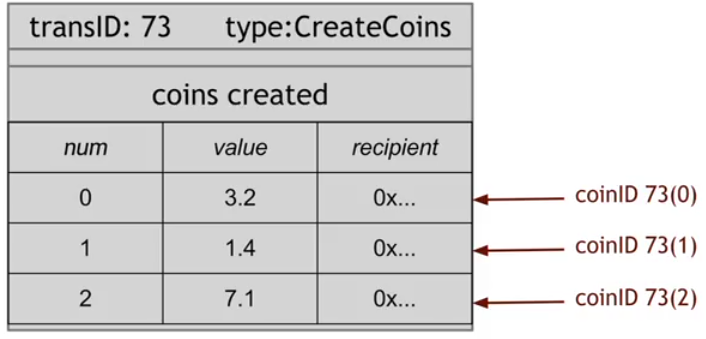 transID: 73 type:CreateCoins
coins created
num value recipient
0 3.2 0x... coinID 73(0)
1 1.4 0x... coinID 73(1)
2 7.1 0x... coinID 73(2)